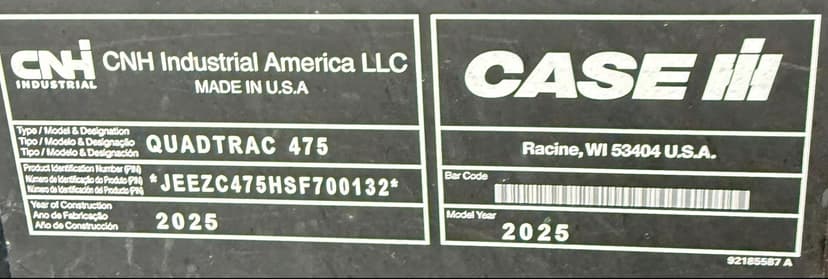 CNH INDUSTRIAL
CNH Industrial America LLC
MADE IN U.S.A
Type / Model & Designation
Tipo / Modelo & Designação
Tipo / Modelo & Designación
QUADTRAC 475
Product Identification Number (PIN)
Número de Identificação do Produto (PIN)
Número de Identificación del Producto (PIN)
*JEEZC475HSF700132*
Year of Construction
Ano de Fabricação
Año de Construcción
2025
CASE IH
Racine, WI 53404 U.S.A.
Bar Code
Model Year
2025
92185587 A